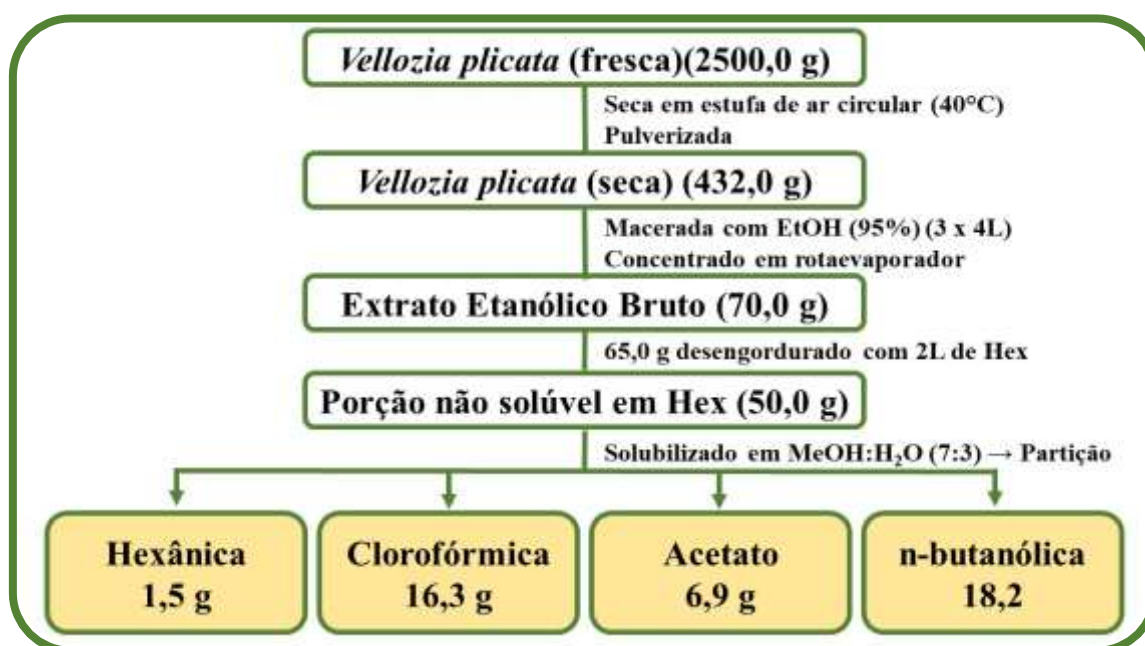 Vellozia plicata (fresca)(2500,0 g)
Seca em estufa de ar circular (40°C)
Pulverizada
Vellozia plicata (seca) (432,0 g)
Macerada com EtOH (95%) (3 x 4L)
Concentrado em rotaevaporador
Extrato Etanólico Bruto (70,0 g)
65,0 g desengordurado com 2L de Hex
Porção não solúvel em Hex (50,0 g)
Solubilizado em MeOH:H₂O (7:3) → Partição
Hexânica
1,5 g
Clorofórmica
16,3 g
Acetato
6,9 g
n-butanólica
18,2